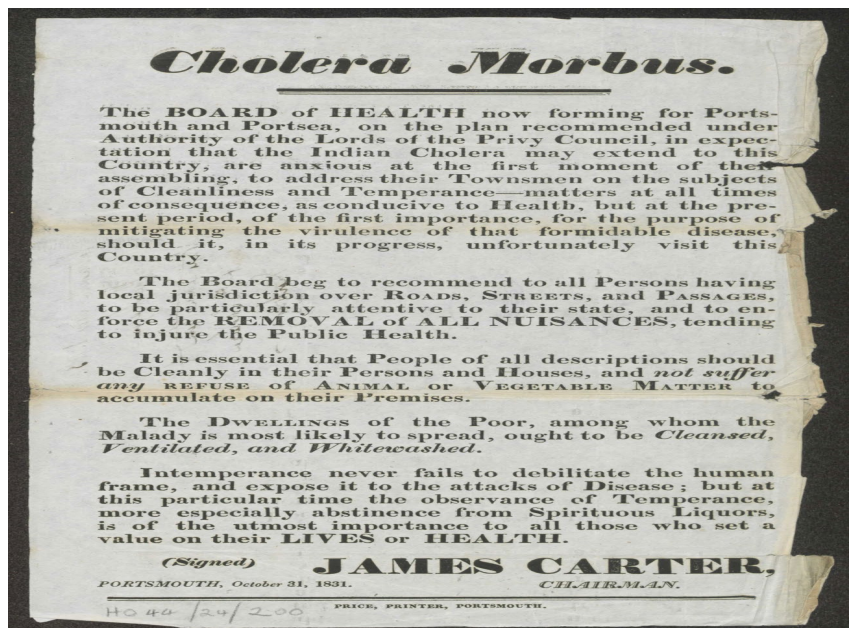 Cholera Morbus.
The BOARD of HEALTH now forming for Ports-
mouth and Portsea, on the plan recommended under
Authority of the Lords of the Privy Council, in expec-
tation that the Indian Cholera may extend to this
Country, are anxious at the first moment of their
assembling, to address their Townsmen on the subjects
of Cleanliness and Temperance—matters at all times
of consequence, as conducive to Health, but at the pre-
sent period, of the first importance, for the purpose of
mitigating the virulence of that formidable disease,
should it, in its progress, unfortunately visit this
Country.
The Board beg to recommend to all Persons having
local jurisdiction over ROADS, STREETS, and PASSAGES,
to be particularly attentive to their state, and to en-
force the REMOVAL of ALL NUISANCES, tending
to injure the Public Health.
It is essential that People of all descriptions should
be Cleanly in their Persons and Houses, and not suffer
any REFUSE of ANIMAL or VEGETABLE MATTER to
accumulate on their Premises.
The DWELLINGS of the Poor, among whom the
Malady is most likely to spread, ought to be Cleansed,
Ventilated, and Whitewashed.
Intemperance never fails to debilitate the human
frame, and expose it to the attacks of Disease; but at
this particular time the observance of Temperance,
more especially abstinence from Spirituous Liquors,
is of the utmost importance to all those who set a
value on their LIVES or HEALTH.
(Signed) JAMES CARTER,
PORTSMOUTH, October 31, 1831. CHAIRMAN.
PRICE, PRINTER, PORTSMOUTH.
HO 44/24/200